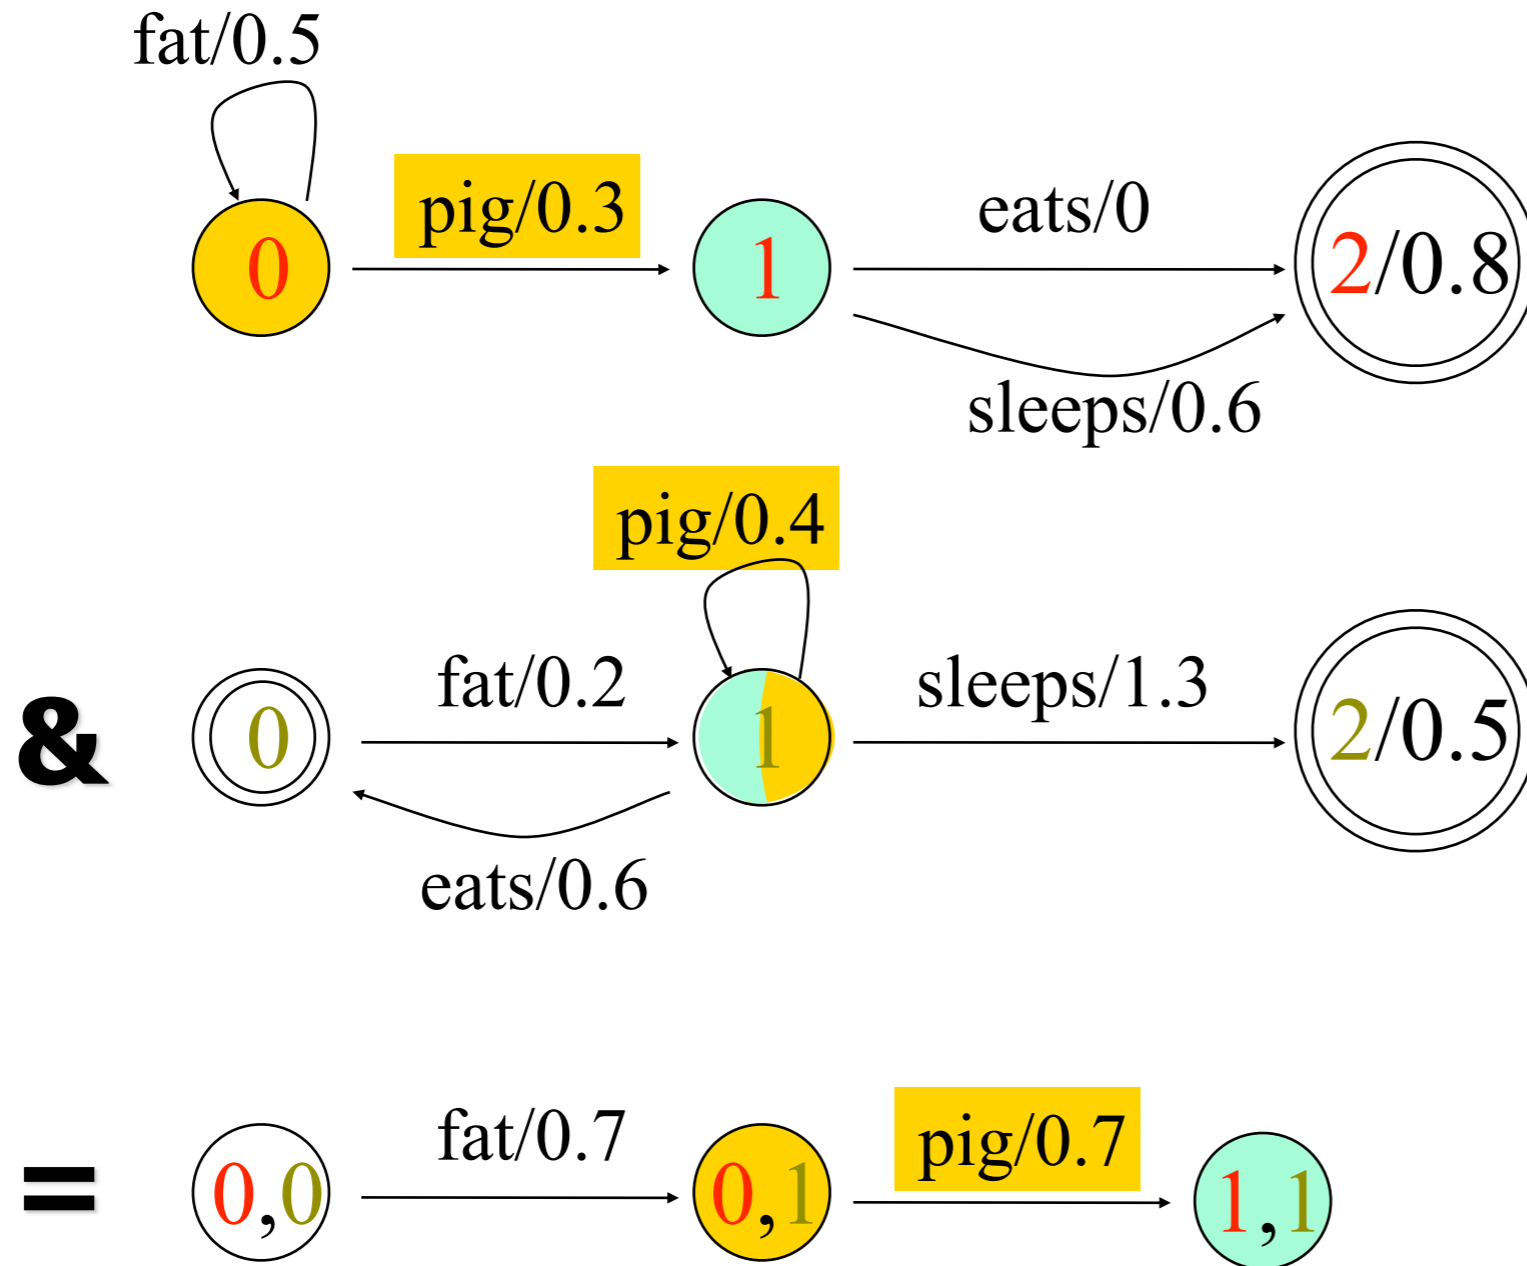 fat/0.5
0 pig/0.3 1 eats/0 2/0.8
sleeps/0.6
pig/0.4
& 0 fat/0.2 1 sleeps/1.3 2/0.5
eats/0.6
= 0,0 fat/0.7 0,1 pig/0.7 1,1